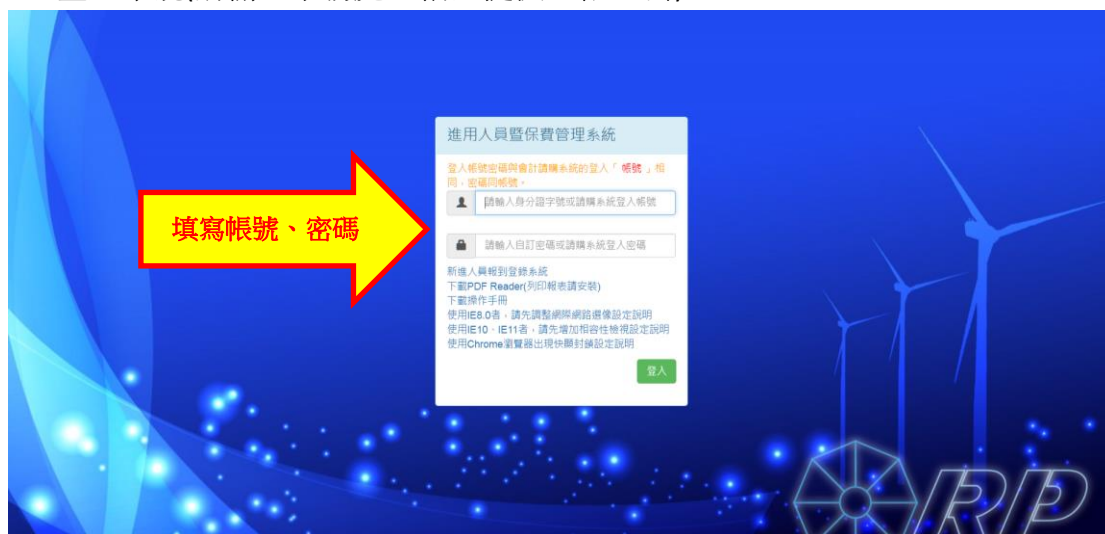 進用人員暨保費管理系統
登入帳號密碼與會計請購系統的登入「帳號」相
同，密碼同帳號。
請輸入身分證字號或請購系統登入帳號
填寫帳號、密碼
請輸入自訂密碼或請購系統登入密碼
新進人員報到登錄系統
下載PDF Reader(列印報表請安裝)
下載操作手冊
使用IE8.0者，請先調整網際網路選像設定說明
使用IE10、IE11者，請先增加相容性檢視設定說明
使用Chrome瀏覽器出現快顯封鎖設定說明
登入
RP